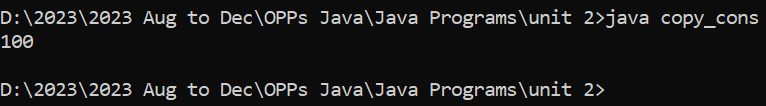 D:\2023\2023 Aug to Dec\OPPs Java\Java Programs\unit 2>java copy_cons
100
D:\2023\2023 Aug to Dec\OPPs Java\Java Programs\unit 2>